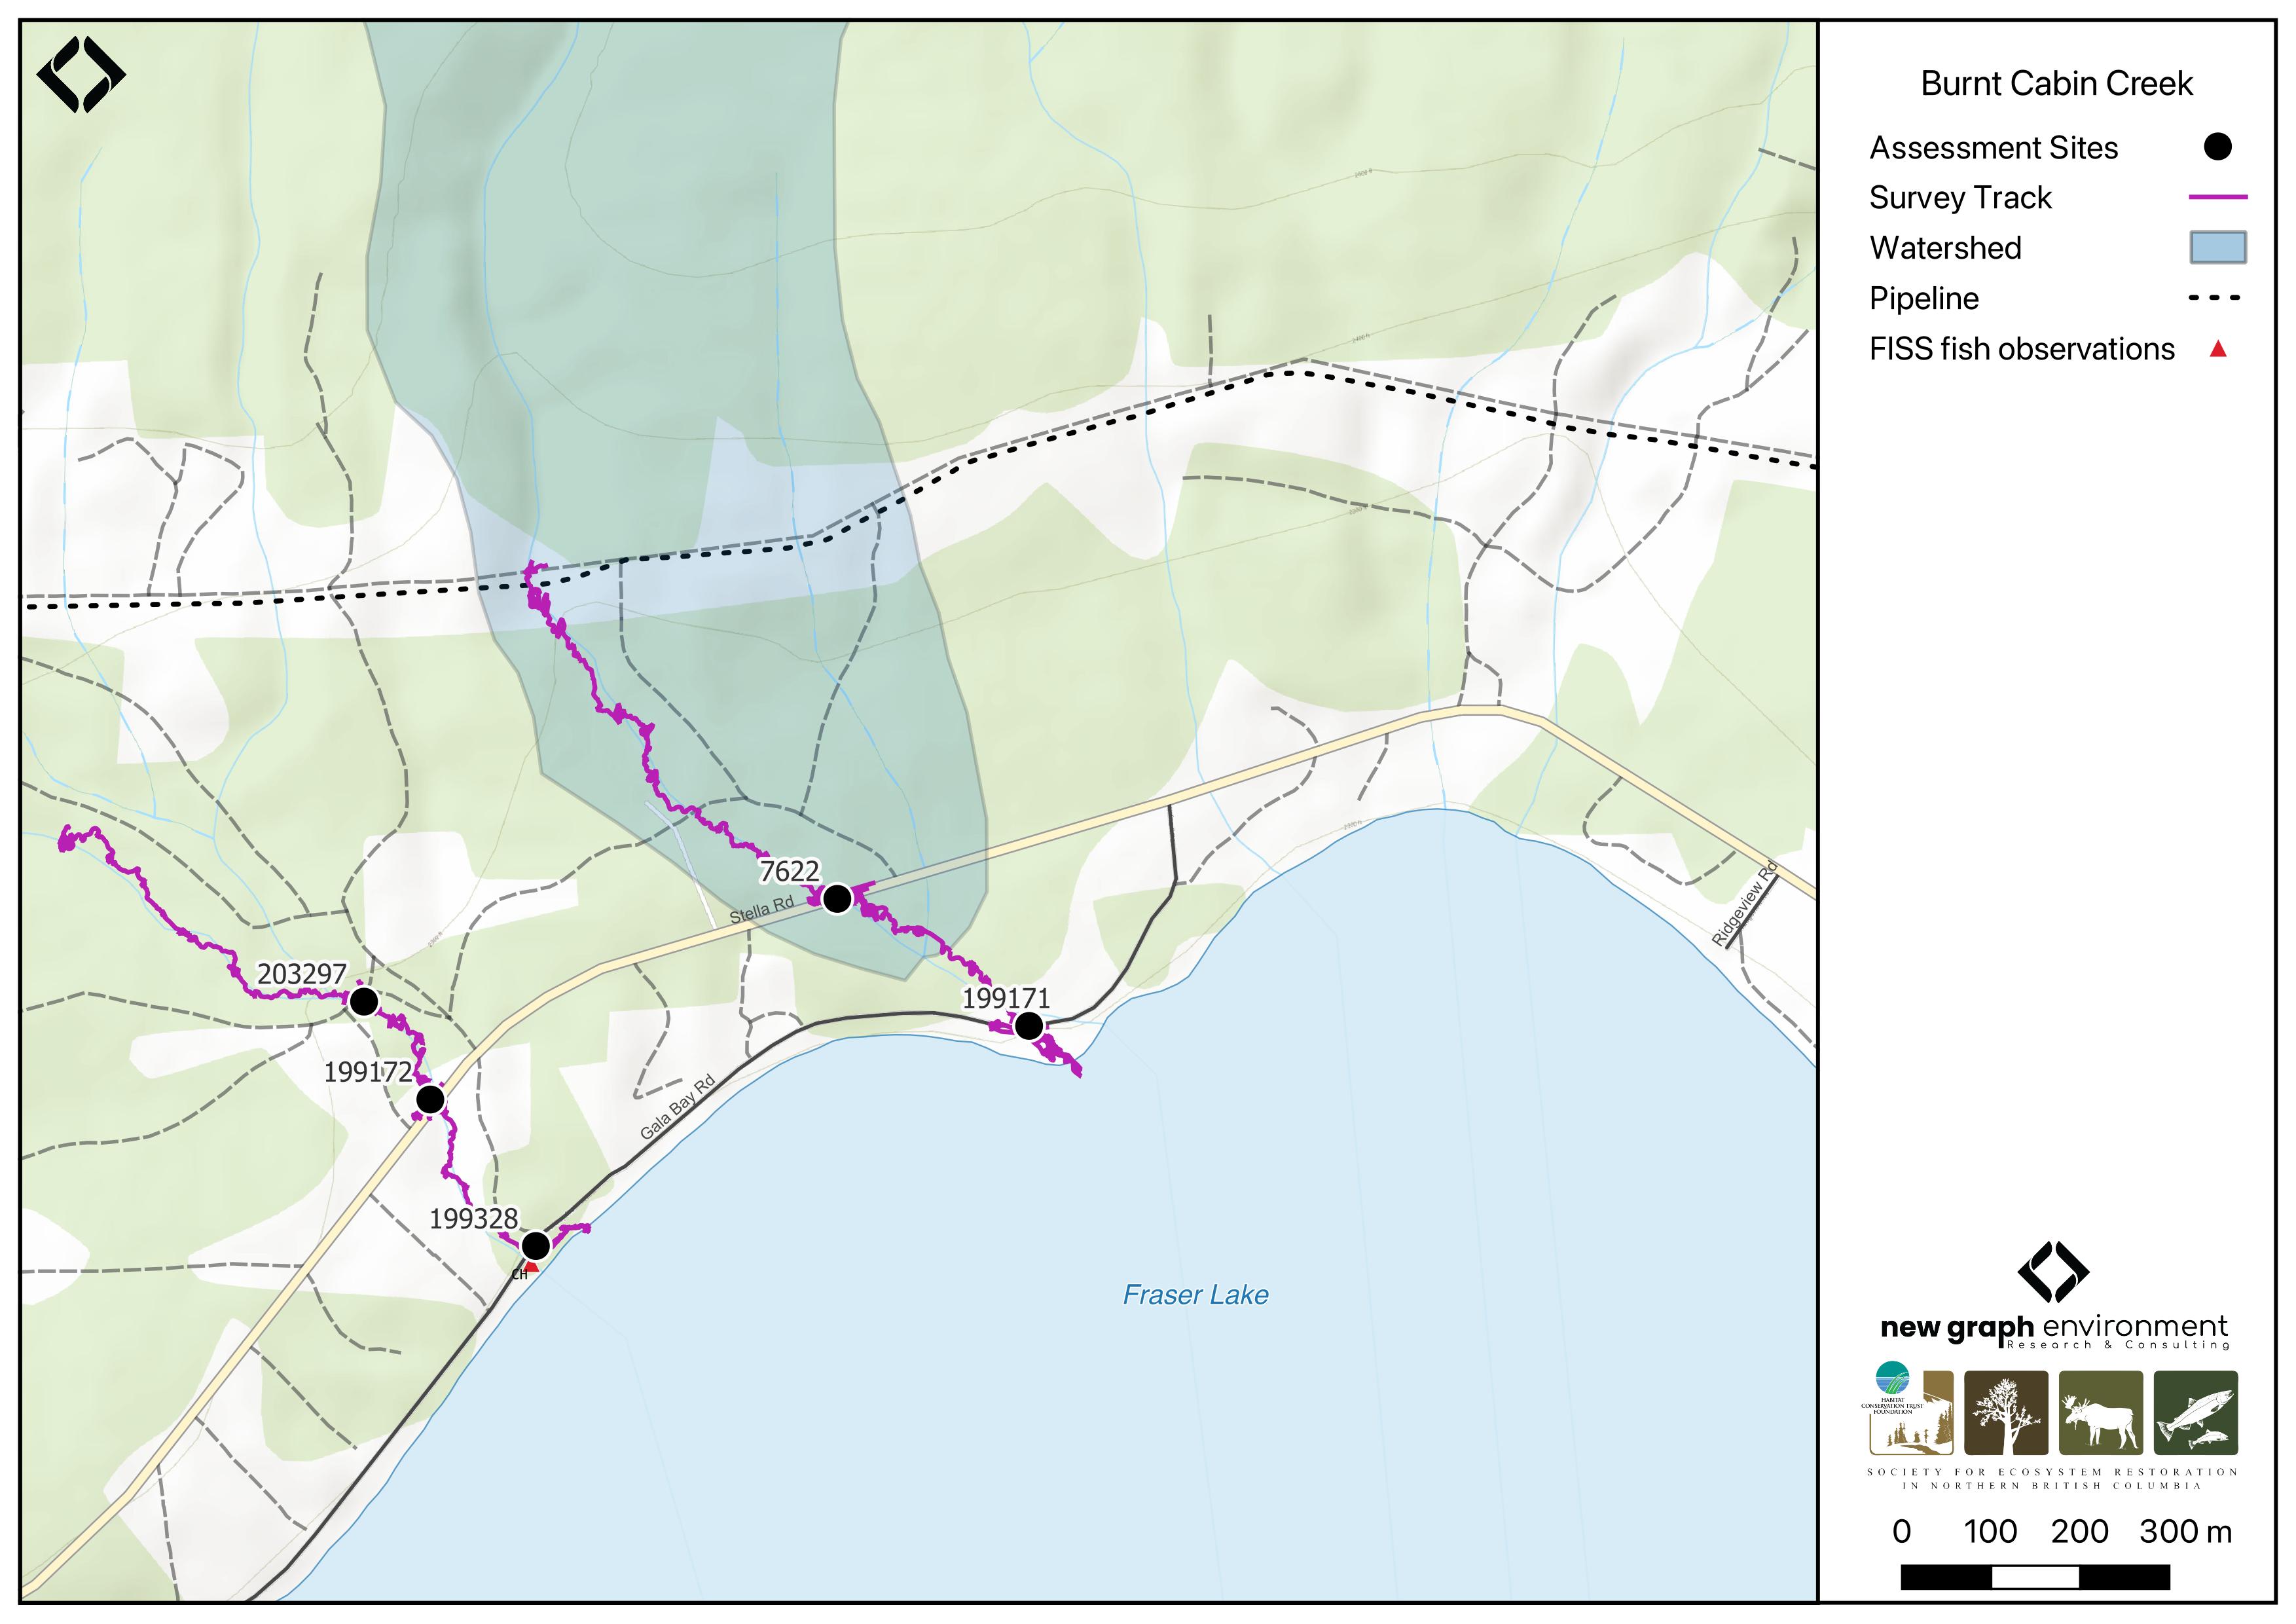 Burnt Cabin Creek
Assessment Sites
Survey Track
Watershed
Pipeline
FISS fish observations
7622
Stella Rd
203297
199171
199172
Gala Bay Rd
199328
CH
Ridgeview Rd
Fraser Lake
new graph environment
Research & Consulting
HABITAT
CONSERVATION TRUST
FOUNDATION
SOCIETY FOR ECOSYSTEM RESTORATION
IN NORTHERN BRITISH COLUMBIA
0 100 200 300 m